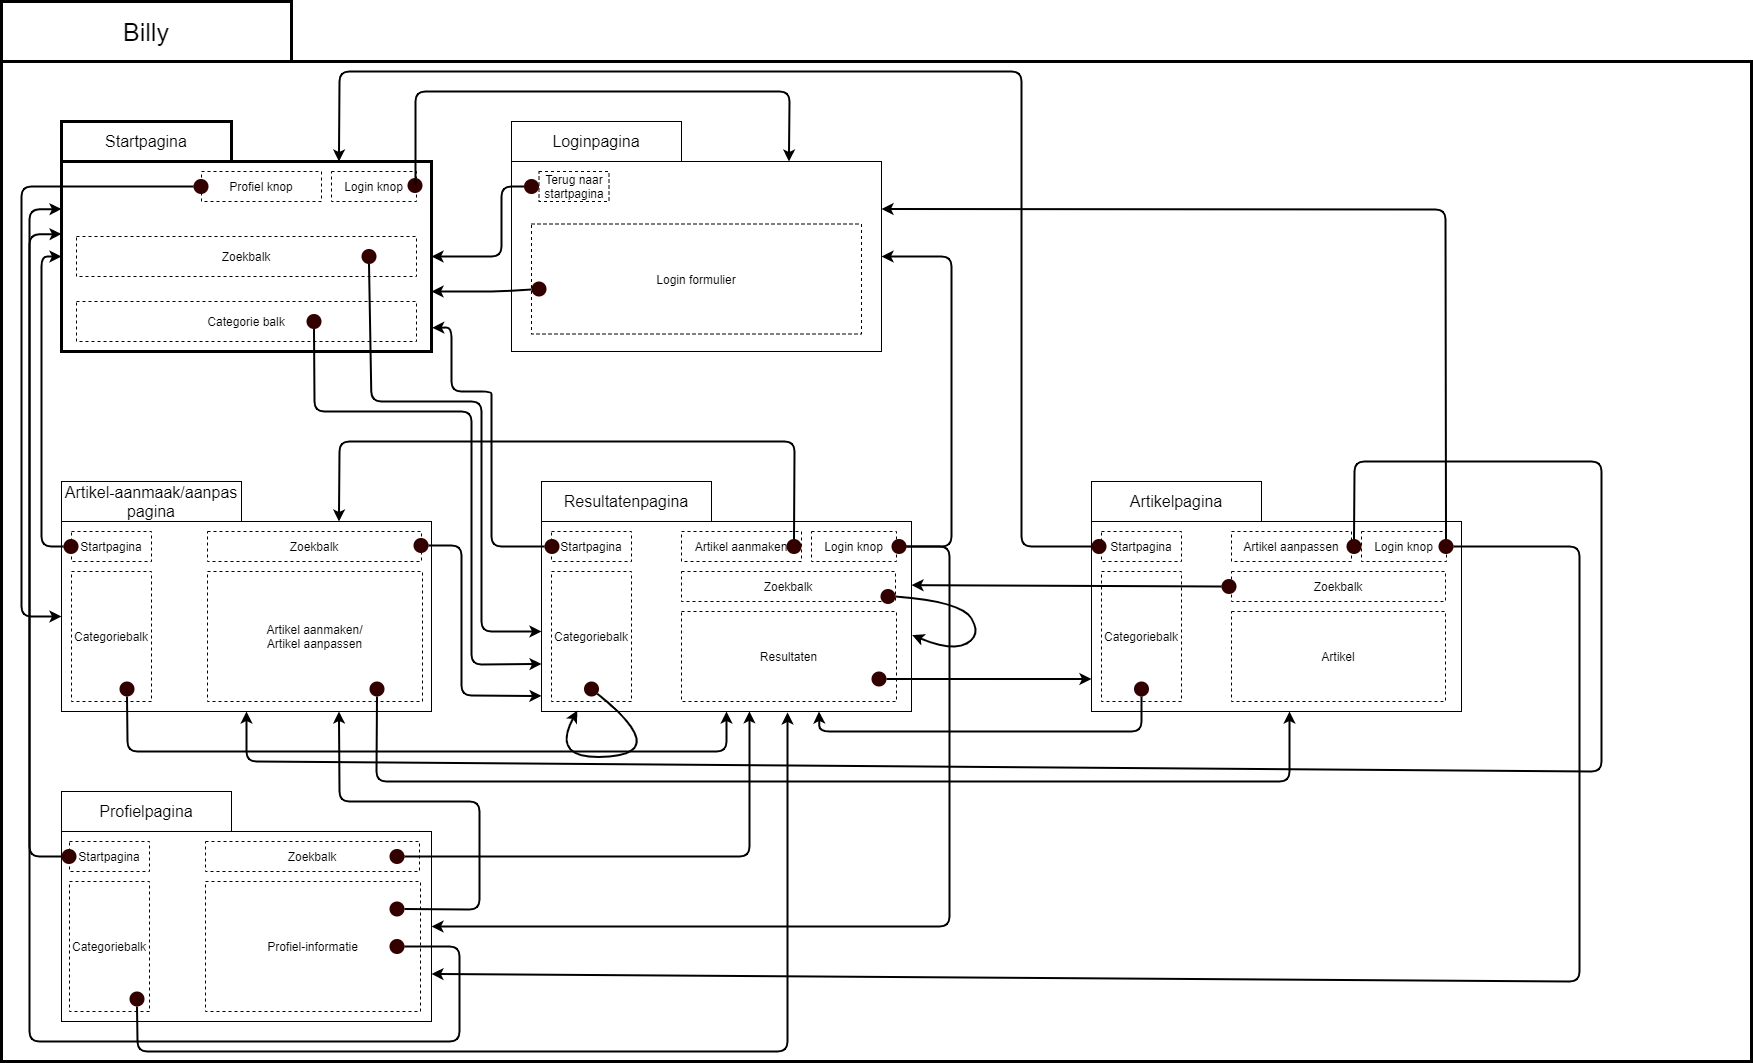 Billy
Startpagina
Profiel knop
Login knop
Zoekbalk
Categorie balk
Loginpagina
Terug naar
startpagina
Login formulier
Artikel-aanmaak/aanpas
pagina
Startpagina
Zoekbalk
Categoriebalk
Artikel aanmaken/
Artikel aanpassen
Resultatenpagina
Startpagina
Artikel aanmaken
Login knop
Zoekbalk
Categoriebalk
Resultaten
Artikelpagina
Startpagina
Artikel aanpassen
Login knop
Zoekbalk
Categoriebalk
Artikel
Profielpagina
Startpagina
Zoekbalk
Categoriebalk
Profiel-informatie